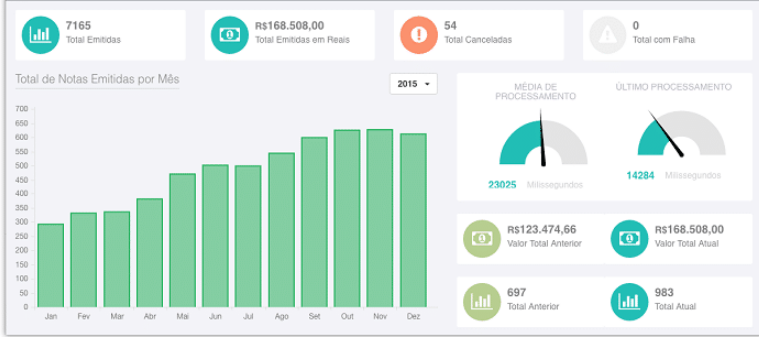 7165
Total Emitidas
R$168.508,00
Total Emitidas em Reais
54
Total Canceladas
0
Total com Falha
Total de Notas Emitidas por Mês
2015
700
650
600
550
500
450
400
350
300
250
200
150
100
50
0
Jan Fev Mar Abr Mai Jun Jul Ago Set Out Nov Dez
MÉDIA DE
PROCESSAMENTO
23025 Milissegundos
ÚLTIMO PROCESSAMENTO
14284 Milissegundos
R$123.474,66
Valor Total Anterior
R$168.508,00
Valor Total Atual
697
Total Anterior
983
Total Atual